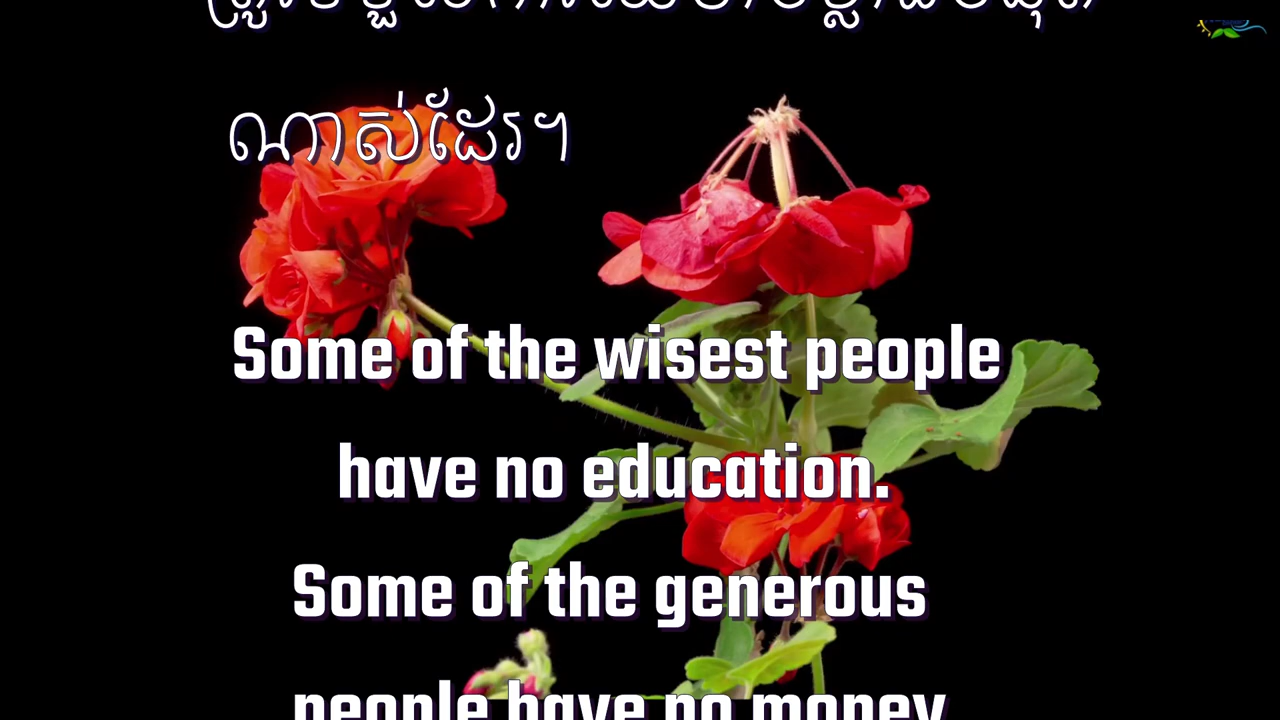 ណាស់ដែរ។
Some of the wisest people
have no education.
Some of the generous
people have no money